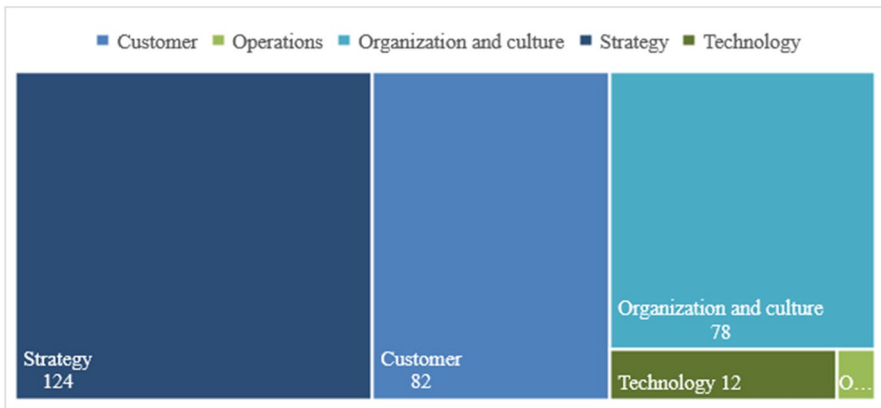 Customer Operations Organization and culture Strategy Technology
Strategy
124
Customer
82
Organization and culture
78
Technology 12
O...